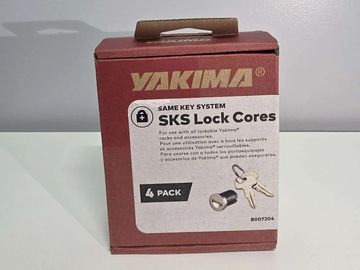 YAKIMA®
SAME KEY SYSTEM
SKS Lock Cores
For use with all lockable Yakima®
racks and accessories.
Pour une utilisation avec à tous les supports
et accessoires Yakima® verrouillables.
Para usarse con a todos los portaequipajes
y accesorios de Yakima® que pueden asegurarse.
4 PACK
8007204